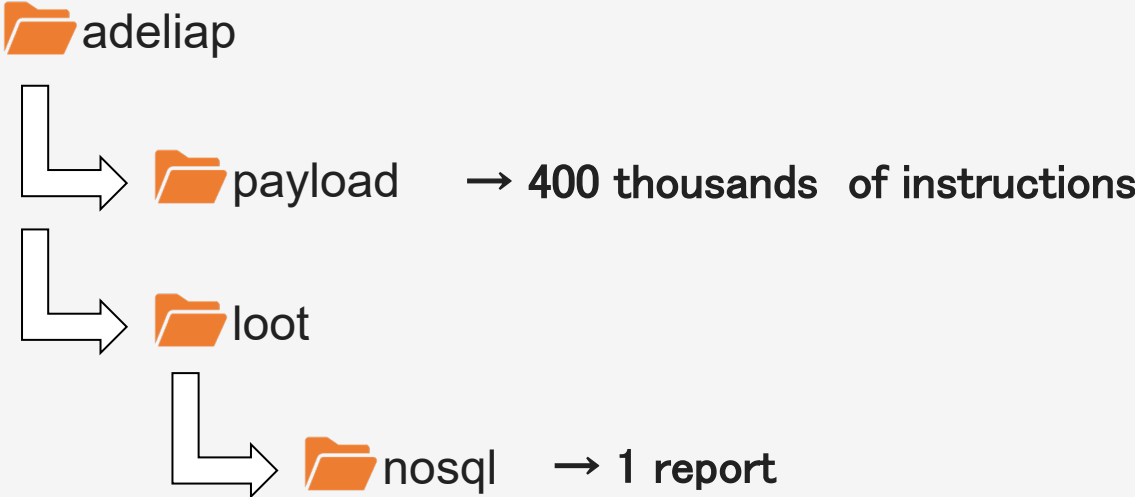 adeliap
payload → 400 thousands of instructions
loot
nosql → 1 report